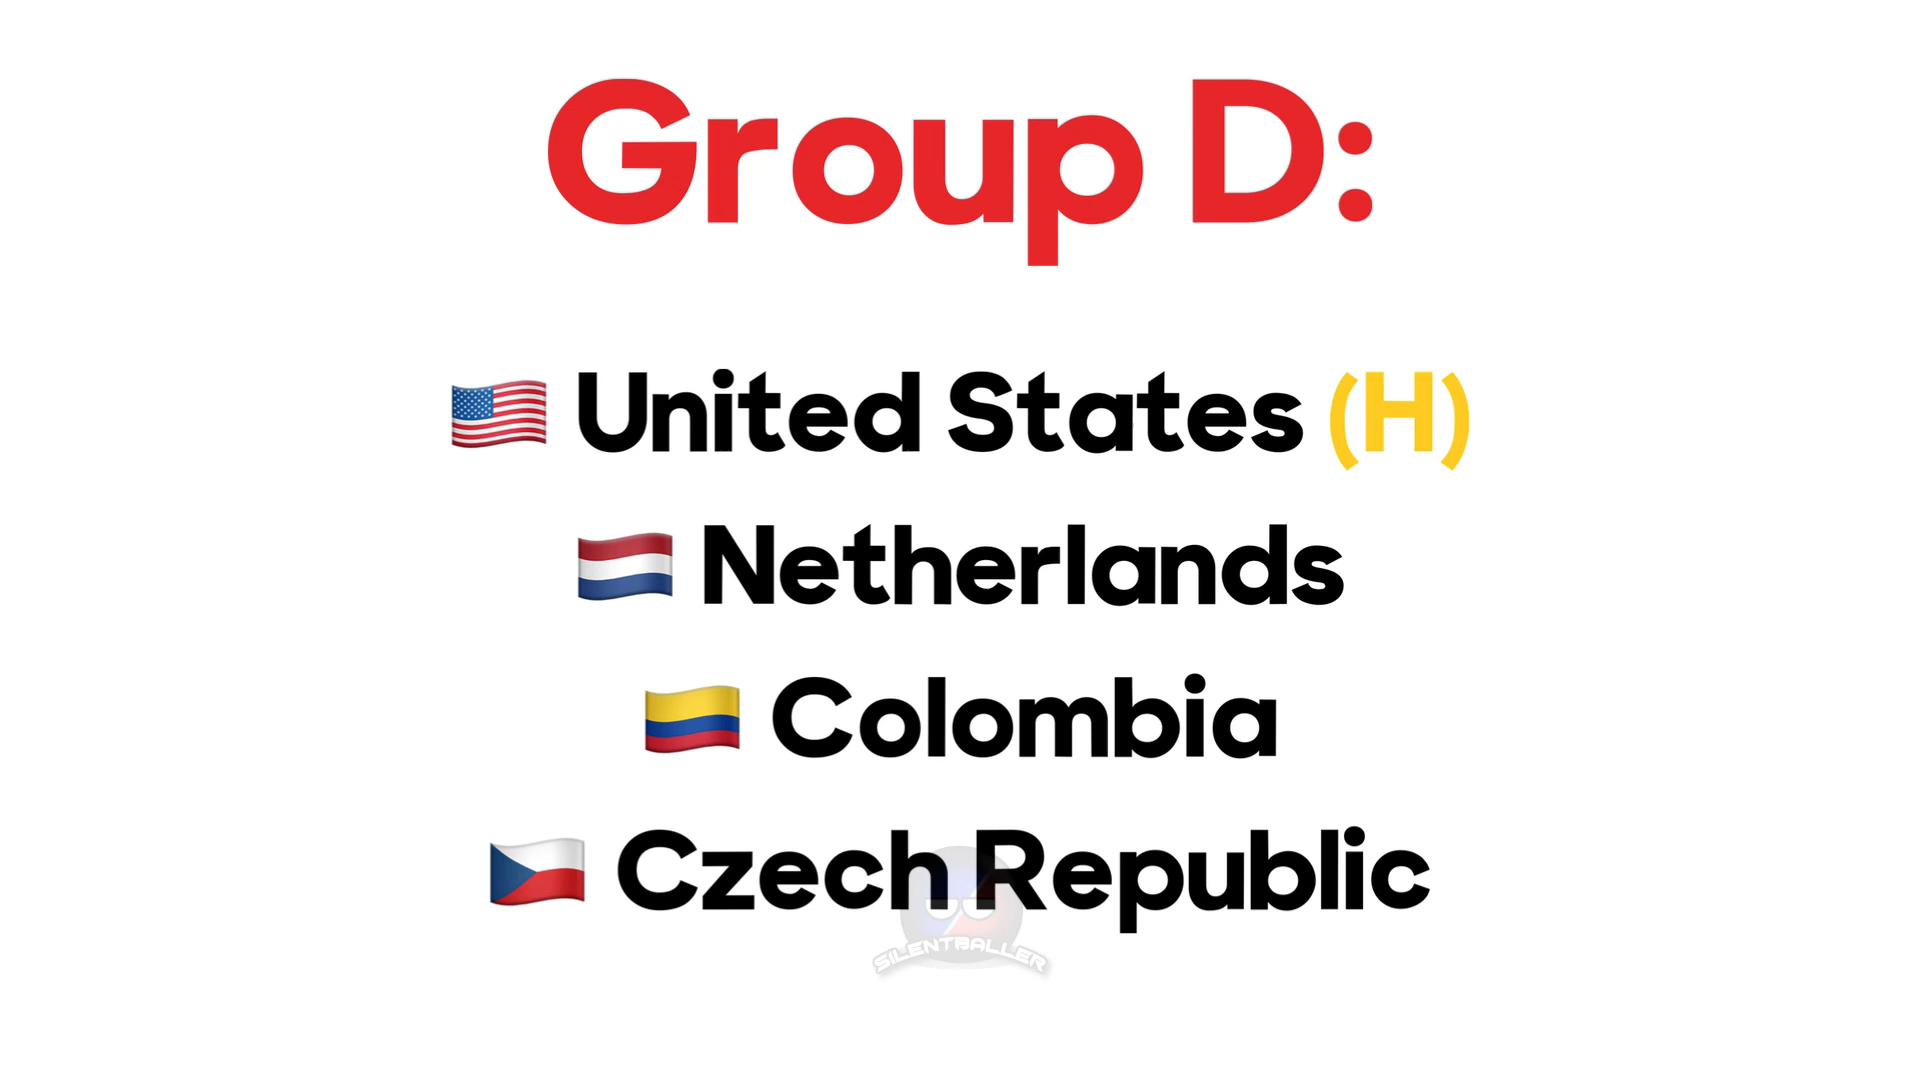 Group D:
United States (H)
Netherlands
Colombia
Czech Republic
SILENTBALLER